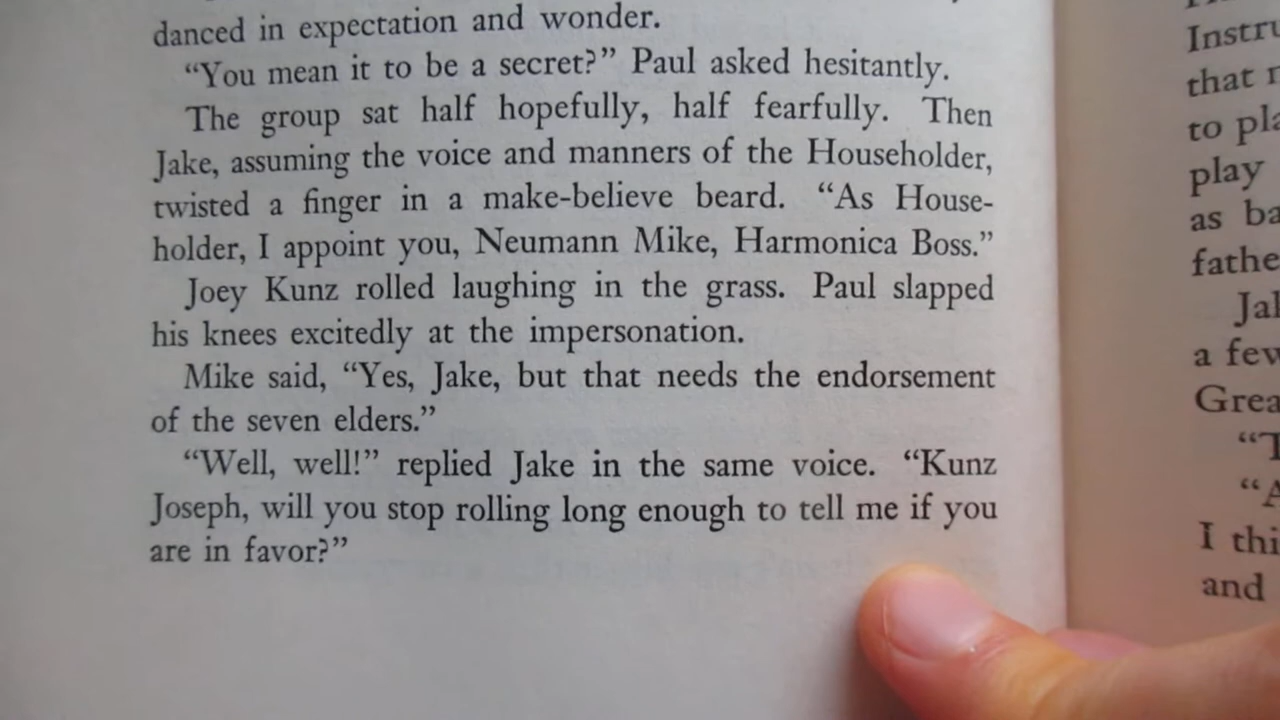 danced in expectation and wonder.
“You mean it to be a secret?” Paul asked hesitantly.
The group sat half hopefully, half fearfully. Then
Jake, assuming the voice and manners of the Householder,
twisted a finger in a make-believe beard. “As House-
holder, I appoint you, Neumann Mike, Harmonica Boss.”
Joey Kunz rolled laughing in the grass. Paul slapped
his knees excitedly at the impersonation.
Mike said, “Yes, Jake, but that needs the endorsement
of the seven elders.”
“Well, well!” replied Jake in the same voice. “Kunz
Joseph, will you stop rolling long enough to tell me if you
are in favor?”
that
to
play
as
a few
I
and